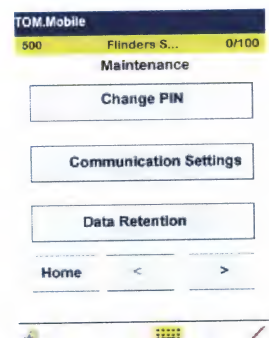 TOM.Mobile
500 Flinders S... 0/100
Maintenance
Change PIN
Communication Settings
Data Retention
Home < >